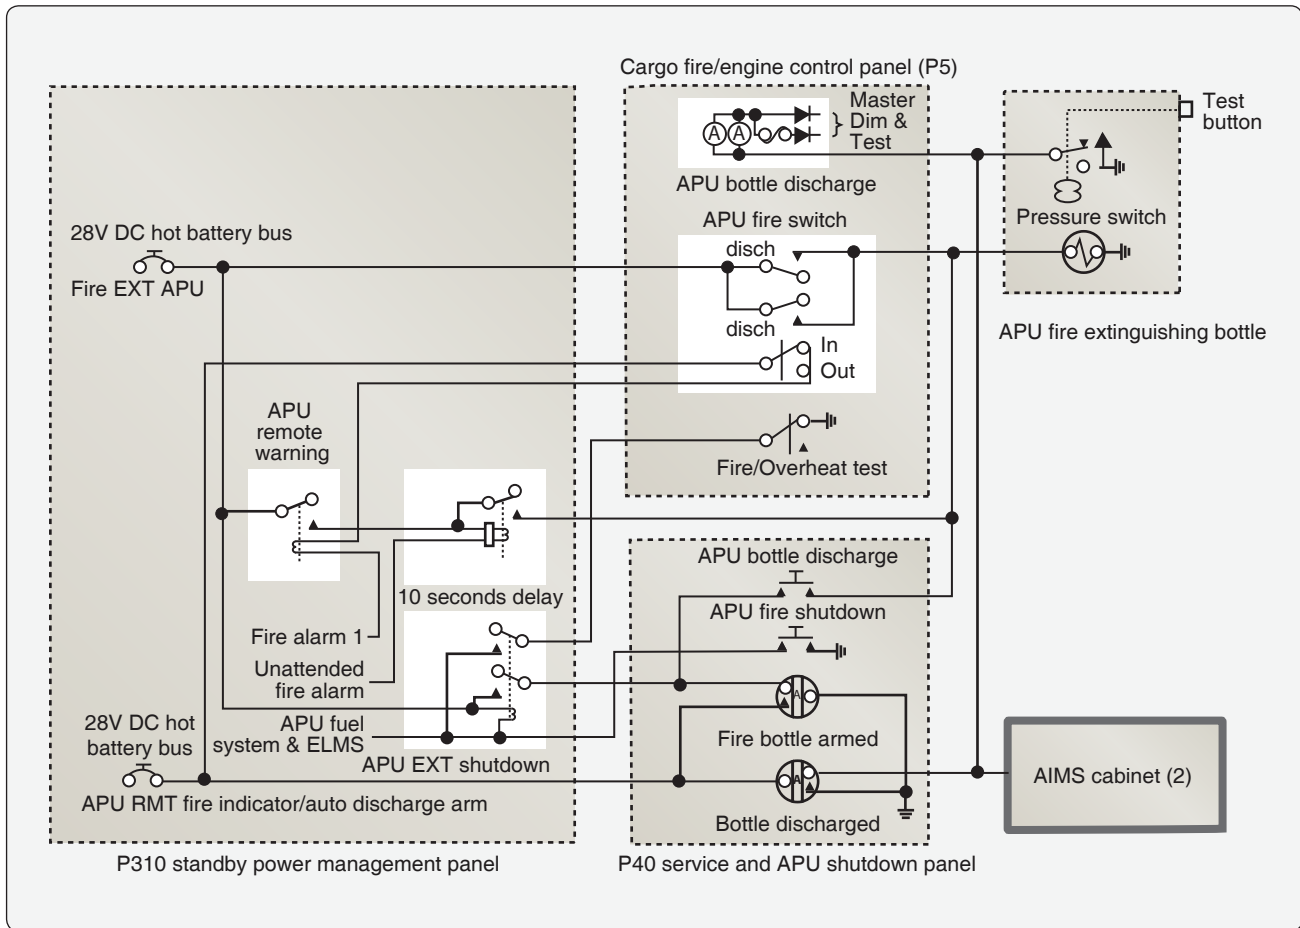 Cargo fire/engine control panel (P5)
Master
Dim &
Test
A A
APU bottle discharge
Test
button
Pressure switch
APU fire extinguishing bottle
APU fire switch
disch
disch
In
Out
Fire/Overheat test
28V DC hot battery bus
Fire EXT APU
APU
remote
warning
10 seconds delay
Fire alarm 1
Unattended
fire alarm
APU fuel
system & ELMS
APU EXT shutdown
28V DC hot
battery bus
APU RMT fire indicator/auto discharge arm
P310 standby power management panel
APU bottle discharge
APU fire shutdown
A
Fire bottle armed
A
Bottle discharged
P40 service and APU shutdown panel
AIMS cabinet (2)